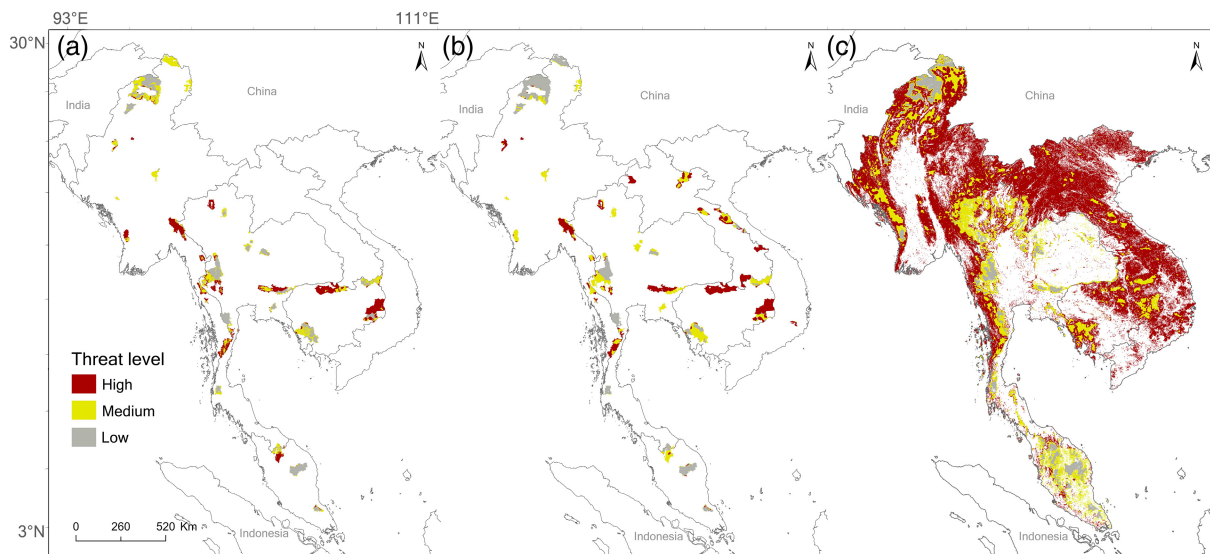 93°E 111°E
30°N
(a) N (b) N (c) N
India China India China India China
Threat level
High
Medium
Low
0 260 520 Km
3°N
Indonesia Indonesia Indonesia